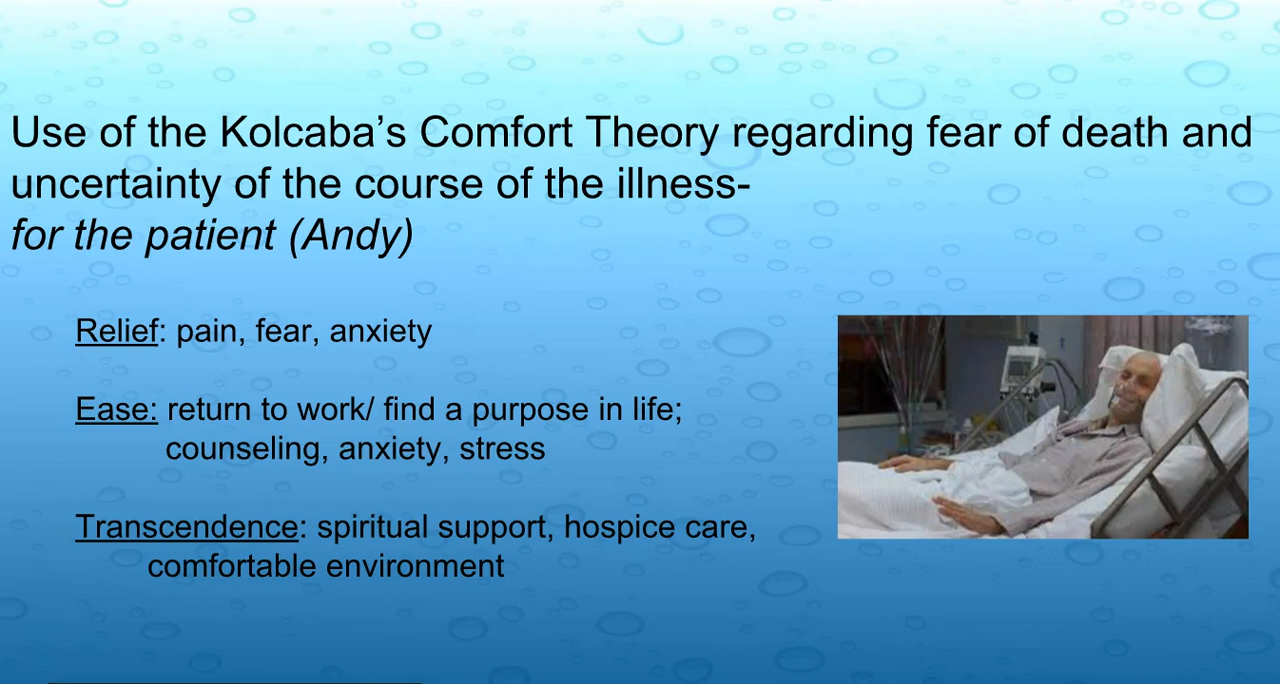 Use of the Kolcaba’s Comfort Theory regarding fear of death and
uncertainty of the course of the illness-
for the patient (Andy)
Relief: pain, fear, anxiety
Ease: return to work/ find a purpose in life;
counseling, anxiety, stress
Transcendence: spiritual support, hospice care,
comfortable environment